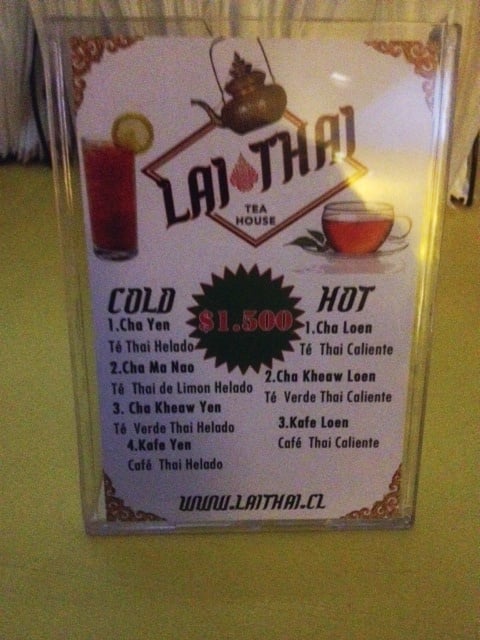 LAI THAI
TEA
HOUSE
$1.500
COLD
1.Cha Yen
Té Thai Helado
2.Cha Ma Nao
Té Thai de Limon Helado
3. Cha Kheaw Yen
Té Verde Thai Helado
4.Kafe Yen
Café Thai Helado
HOT
1.Cha Loen
Té Thai Caliente
2.Cha Kheaw Loen
Té Verde Thai Caliente
3.Kafe Loen
Café Thai Caliente
WWW.LAITHAI.CL